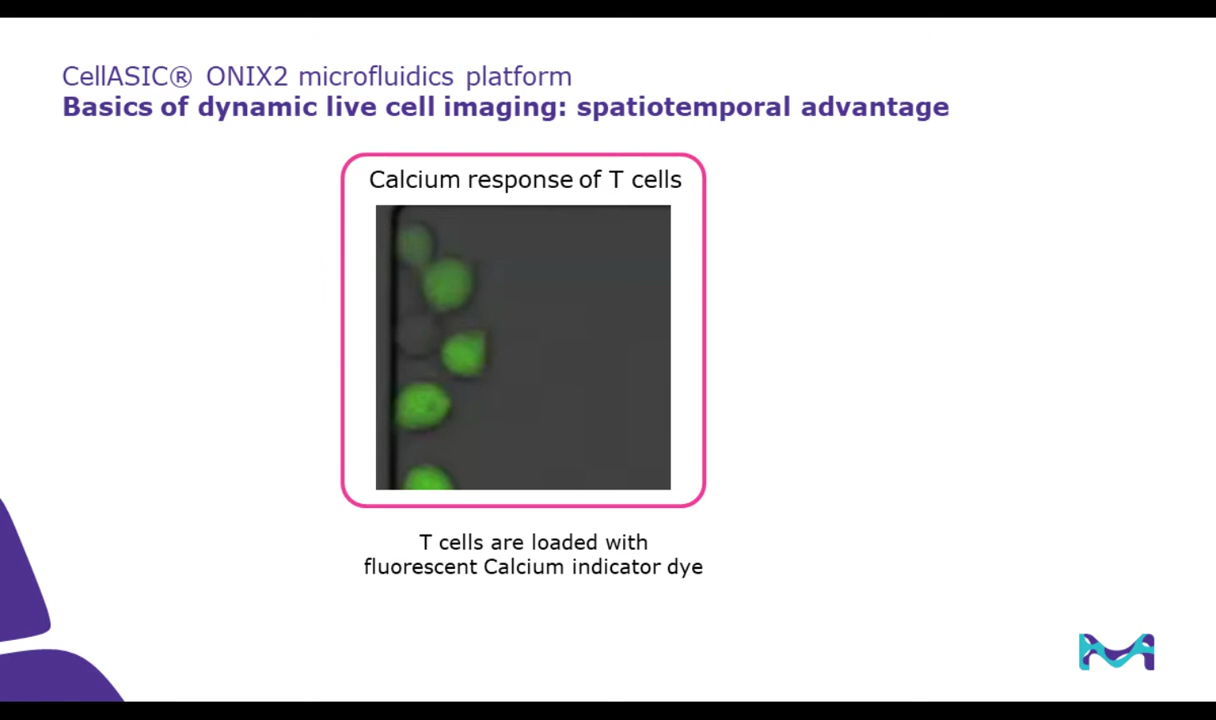 CellASIC® ONIX2 microfluidics platform
Basics of dynamic live cell imaging: spatiotemporal advantage
Calcium response of T cells
T cells are loaded with
fluorescent Calcium indicator dye